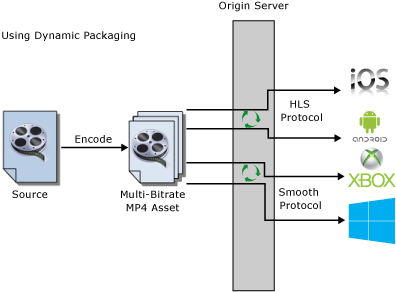 Origin Server
Using Dynamic Packaging
iOS
HLS
Protocol
android
Encode
XBOX
Source
Multi-Bitrate
MP4 Asset
Smooth
Protocol